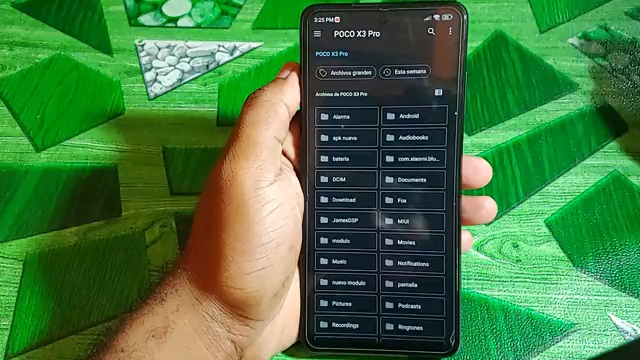 3:25 PM
POCO X3 Pro
POCO X3 Pro
Archivos grandes
Esta semana
Archivos de POCO X3 Pro
Alarms
Android
apk nueva
Audiobooks
bateria
com.xiaomi.blu...
DCIM
Documents
Download
Fox
JamesDSP
MIUI
modulo
Movies
Music
Notifications
nuevo modulo
pantalla
Pictures
Podcasts
Recordings
Ringtones